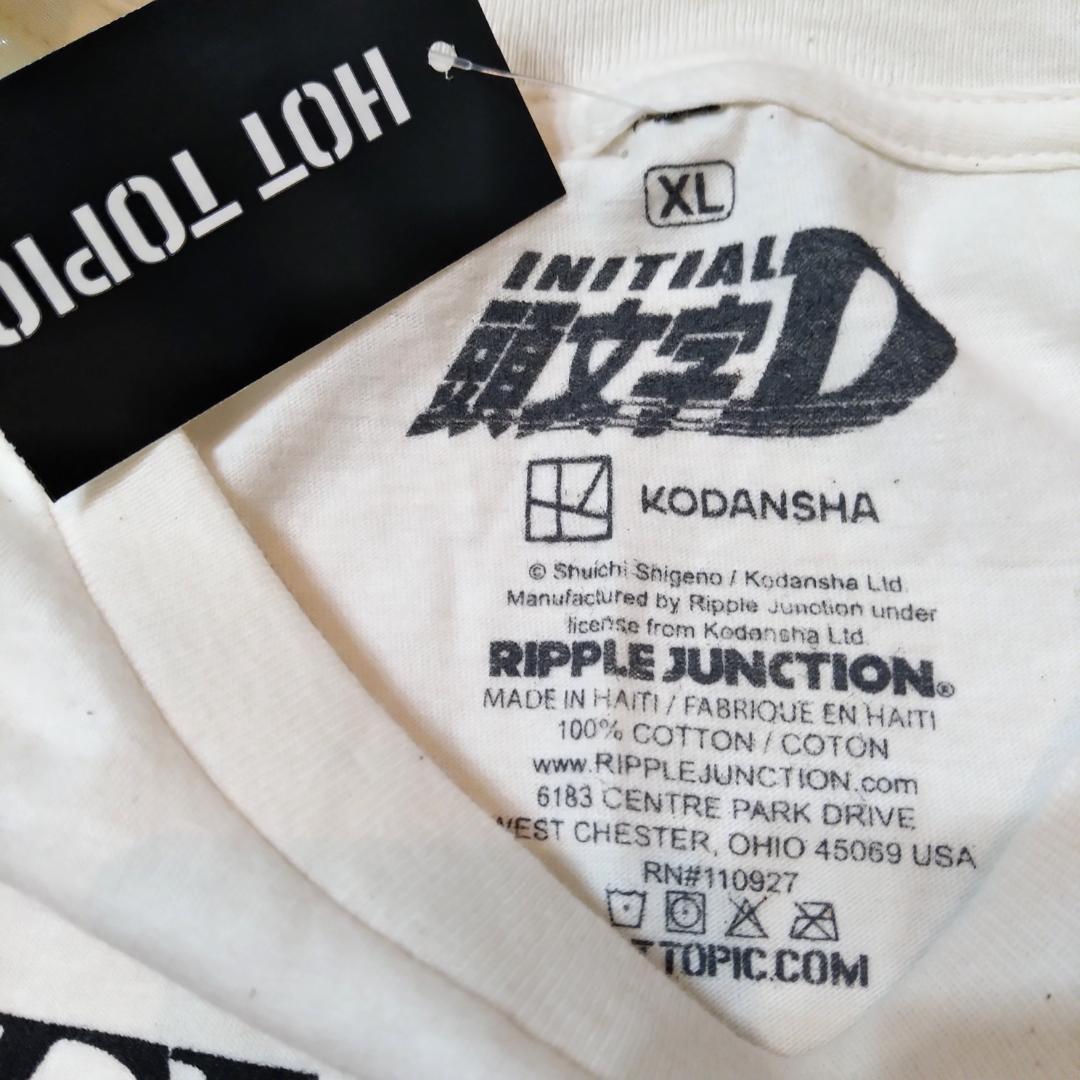 HOT TOPIC
XL
INITIAL D
頭文字
KODANSHA
© Shuichi Shigeno / Kodansha Ltd.
Manufactured by Ripple Junction under
license from Kodansha Ltd.
RIPPLE JUNCTION®
MADE IN HAITI / FABRIQUE EN HAITI
100% COTTON / COTON
www.RIPPLEJUNCTION.com
6183 CENTRE PARK DRIVE
WEST CHESTER, OHIO 45069 USA
RN#110927
TOPIC.COM